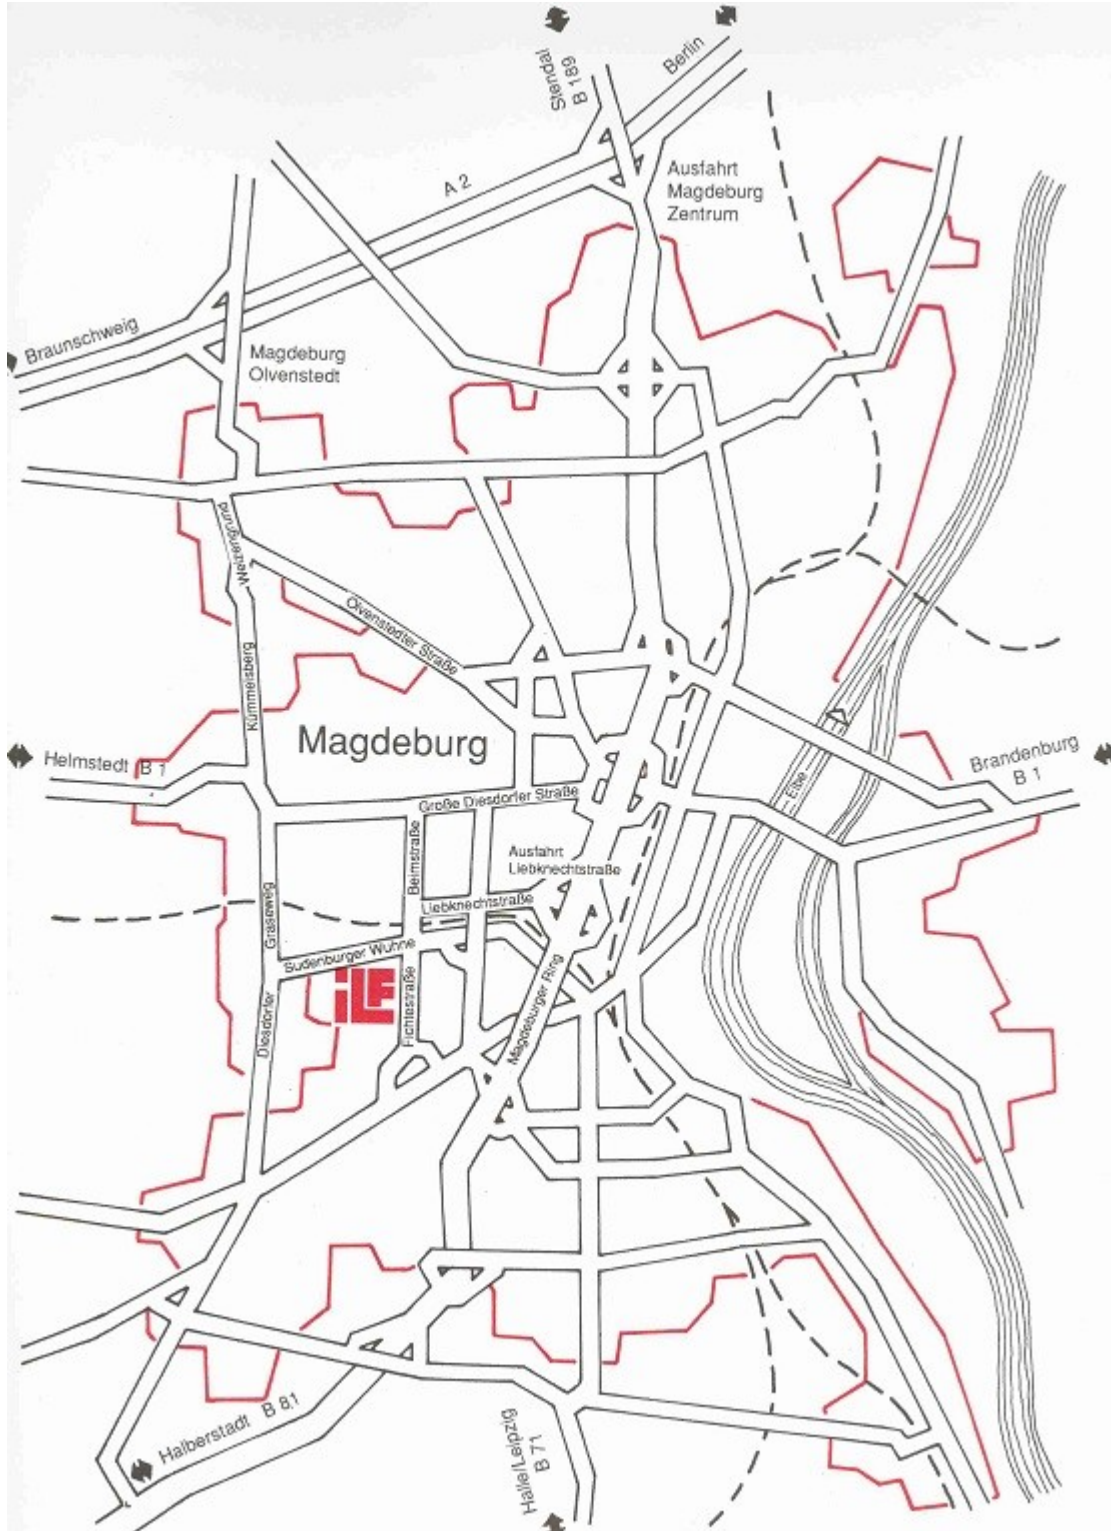 Stendal
B 189
Berlin
A 2
Ausfahrt
Magdeburg
Zentrum
Braunschweig
Magdeburg
Olvenstedt
Weizengrund
Olvenstedter Straße
Kümmelsberg
Magdeburg
Helmstedt B 1
Brandenburg
B 1
Elbe
Große Diesdorfer Straße
Beimstraße
Ausfahrt
Liebknechtstraße
Liebknechtstraße
Graseweg
Sudenburger Wuhne
iLF
Fichtestraße
Diesdorfer
Magdeburger Ring
Halberstadt B 81
Halle/Leipzig
B 71